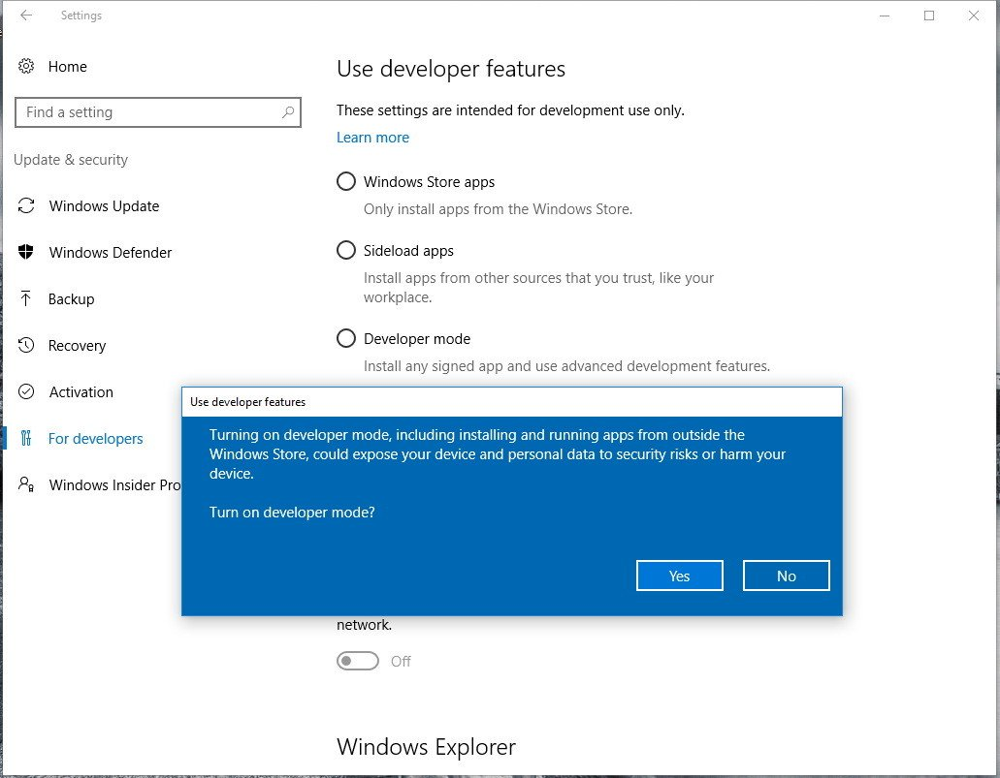 Settings
Home
Find a setting
Update & security
Windows Update
Windows Defender
Backup
Recovery
Activation
For developers
Windows Insider Pro
Use developer features
These settings are intended for development use only.
Learn more
Windows Store apps
Only install apps from the Windows Store.
Sideload apps
Install apps from other sources that you trust, like your
workplace.
Developer mode
Install any signed app and use advanced development features.
Use developer features
Turning on developer mode, including installing and running apps from outside the
Windows Store, could expose your device and personal data to security risks or harm your
device.
Turn on developer mode?
Yes
No
network.
Off
Windows Explorer